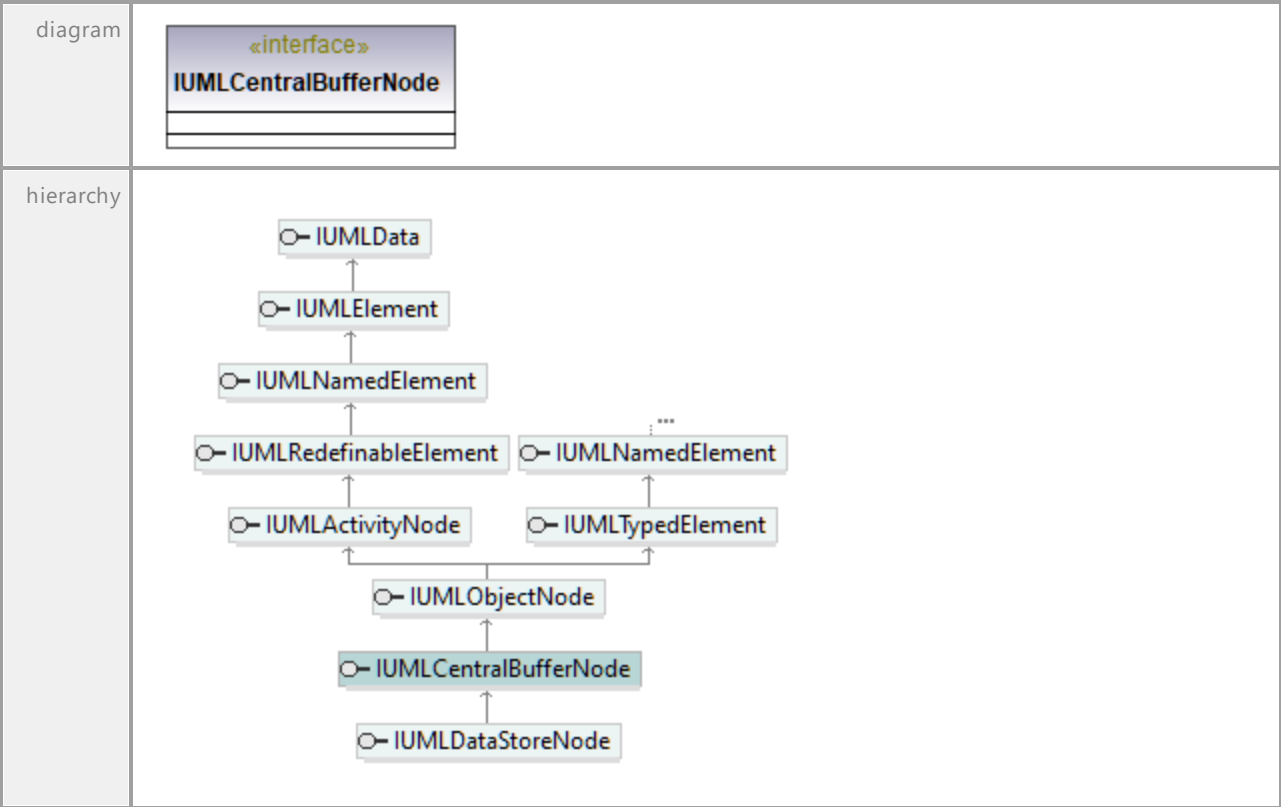 diagram
«interface»
IUMLCentralBufferNode
hierarchy
IUMLData
IUMLElement
IUMLNamedElement
...
IUMLRedefinableElement
IUMLNamedElement
IUMLActivityNode
IUMLTypedElement
IUMLObjectNode
IUMLCentralBufferNode
IUMLDataStoreNode